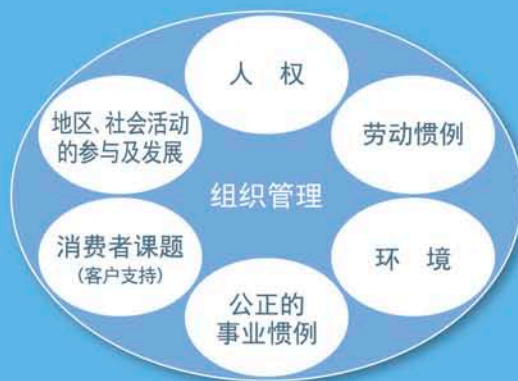 人 权
地区、社会活动
的参与及发展
劳动惯例
组织管理
消费者课题
(客户支持)
环 境
公正的
事业惯例